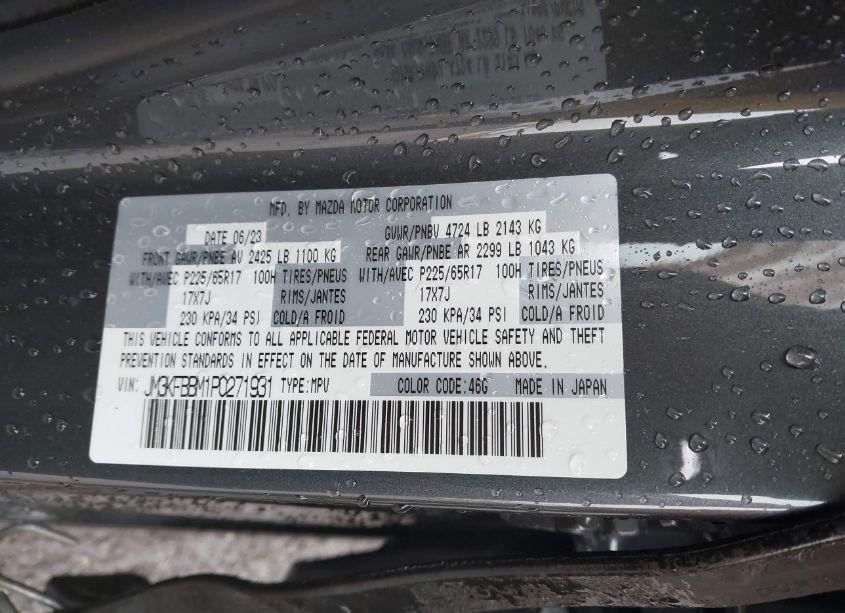 MFD. BY MAZDA MOTOR CORPORATION
DATE 06/23 GVWR/PNBV 4724 LB 2143 KG
FRONT GAWR/PNBE AV 2425 LB 1100 KG REAR GAWR/PNBE AR 2299 LB 1043 KG
WITH/AVEC P225/65R17 100H TIRES/PNEUS WITH/AVEC P225/65R17 100H TIRES/PNEUS
17X7J RIMS/JANTES 17X7J RIMS/JANTES
230 KPA/34 PSI COLD/A FROID 230 KPA/34 PSI COLD/A FROID
THIS VEHICLE CONFORMS TO ALL APPLICABLE FEDERAL MOTOR VEHICLE SAFETY AND THEFT
PREVENTION STANDARDS IN EFFECT ON THE DATE OF MANUFACTURE SHOWN ABOVE.
VIN: JM3KFBBM1P0271931 TYPE:MPV COLOR CODE:46G MADE IN JAPAN